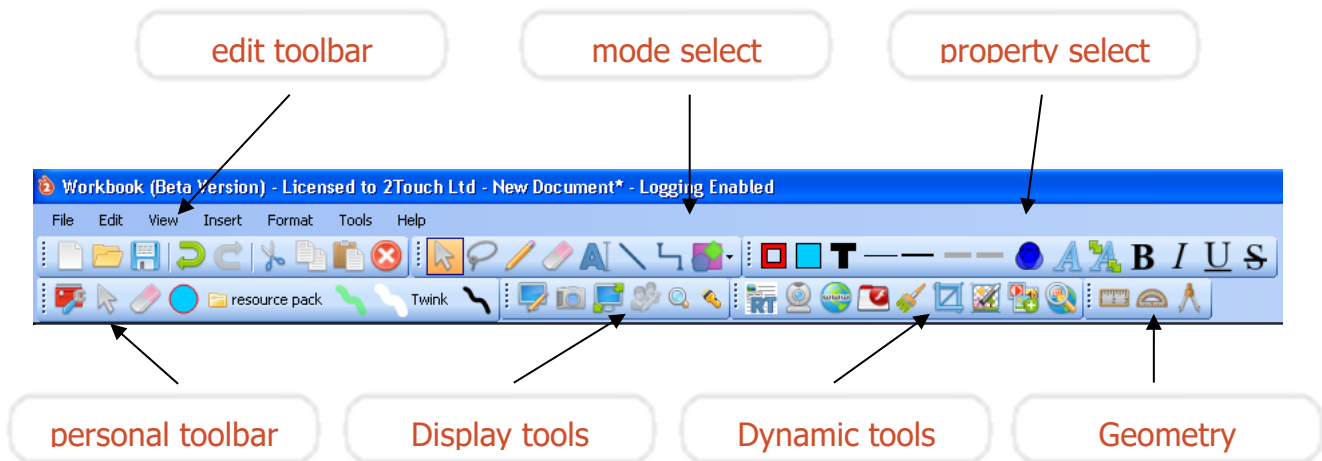 edit toolbar mode select property select
Workbook (Beta Version) - Licensed to 2Touch Ltd - New Document* - Logging Enabled
File Edit View Insert Format Tools Help
A T A A B I U S
resource pack Twink RT www
personal toolbar Display tools Dynamic tools Geometry